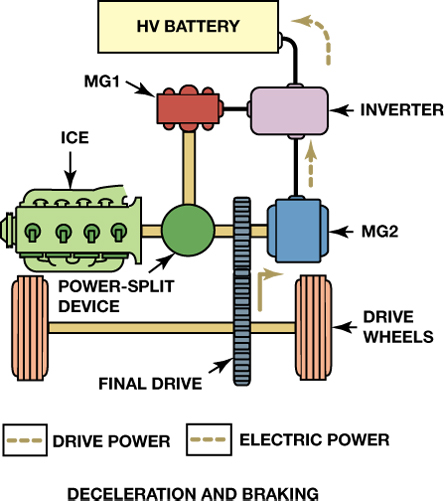 HV BATTERY
MG1
INVERTER
ICE
MG2
POWER-SPLIT
DEVICE
DRIVE
WHEELS
FINAL DRIVE
DRIVE POWER
ELECTRIC POWER
DECELERATION AND BRAKING